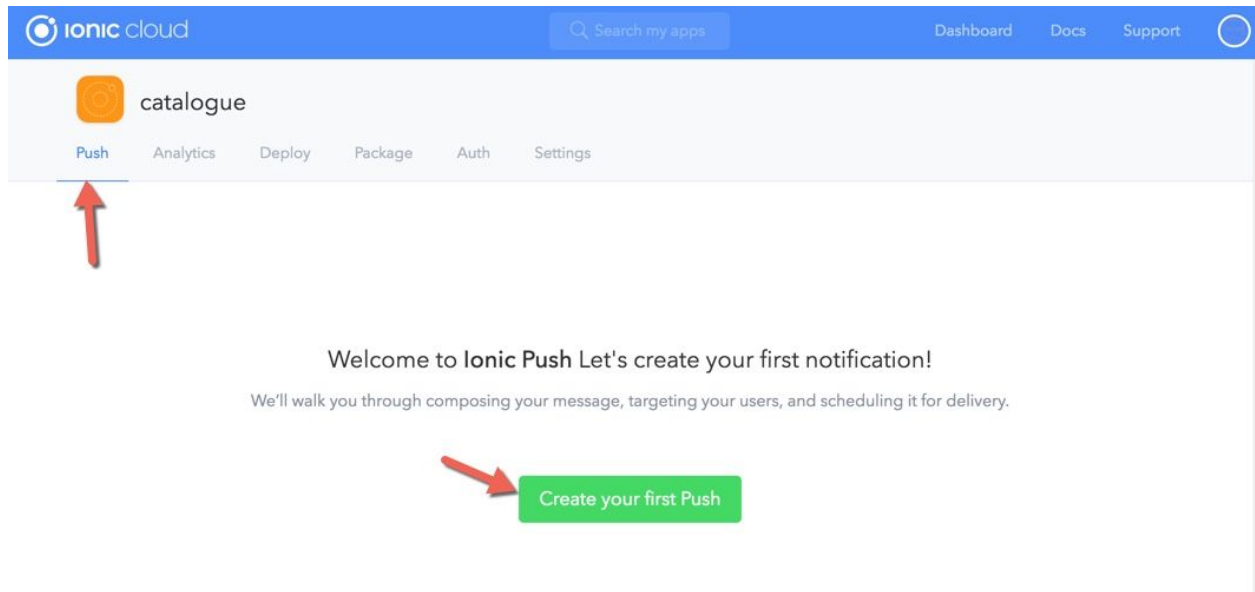 ionic cloud
Search my apps
Dashboard Docs Support
catalogue
Push Analytics Deploy Package Auth Settings
Welcome to Ionic Push Let's create your first notification!
We'll walk you through composing your message, targeting your users, and scheduling it for delivery.
Create your first Push